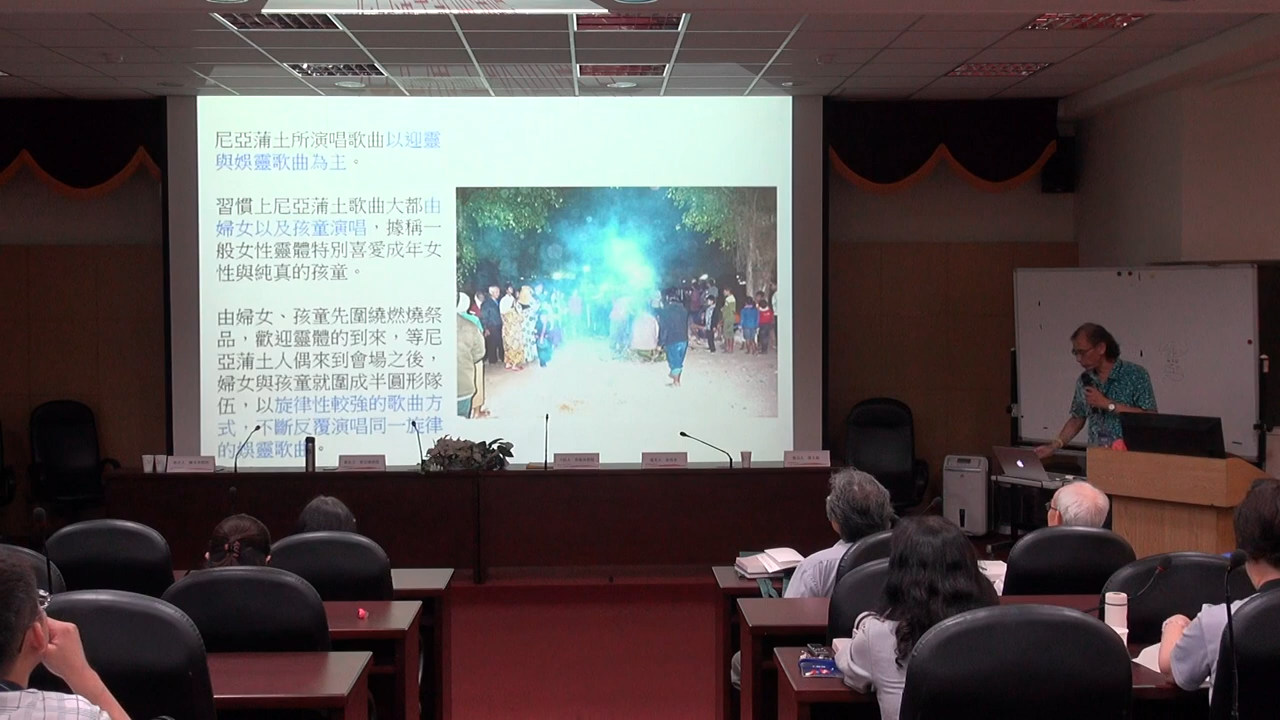 尼亞蒲土所演唱歌曲以迎靈
與娛靈歌曲為主。
習慣上尼亞蒲土歌曲大都由
婦女以及孩童演唱，據稱一
般女性靈體特別喜愛成年女
性與純真的孩童。
由婦女、孩童先圍繞燃燒祭
品，歡迎靈體的到來，等尼
亞蒲土人偶來到會場之後，
婦女與孩童就圍成半圓形隊
伍，以旋律性較強的歌曲方
式，不斷反覆演唱同一旋律
的娛靈歌曲。